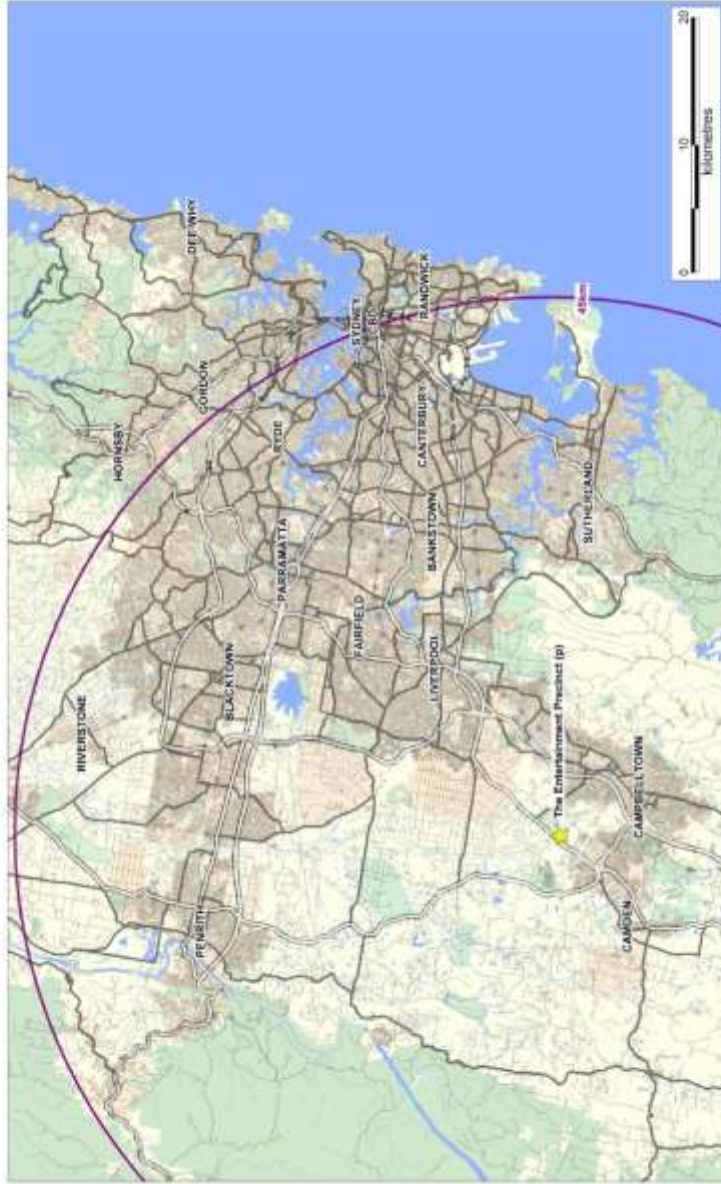 HORNSBY
DEE WHY
GORDON
RIVERSTONE
RYDE
BLACKTOWN
PARRAMATTA
SYDNEY
CBD
PENRITH
FAIRFIELD
RANDWICK
CANTERBURY
BANKSTOWN
LIVERPOOL
45km
The Entertainment Precinct (p)
SUTHERLAND
CAMPBELLTOWN
CAMDEN
0 10 20
kilometres